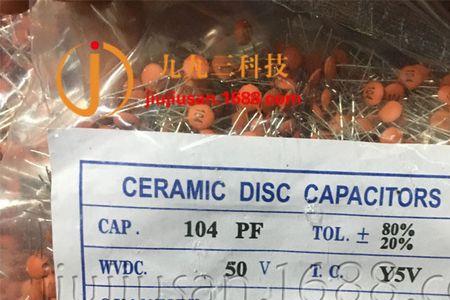 九九三科技
jiujiusan.1688.com
CERAMIC DISC CAPACITORS
CAP. 104 PF TOL. ± 80%
20%
WVDC. 50 V T. C. Y5V
jiujiusan-1688.com